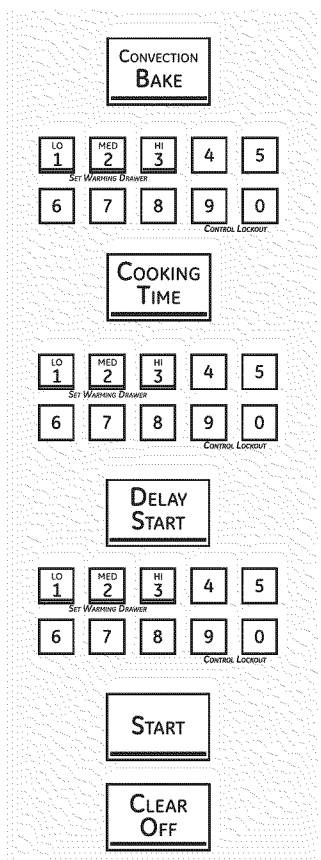 CONVECTION
BAKE
LO MED HI
1 2 3 4 5
SET WARMING DRAWER
6 7 8 9 0
CONTROL LOCKOUT
COOKING
TIME
LO MED HI
1 2 3 4 5
SET WARMING DRAWER
6 7 8 9 0
CONTROL LOCKOUT
DELAY
START
LO MED HI
1 2 3 4 5
SET WARMING DRAWER
6 7 8 9 0
CONTROL LOCKOUT
START
CLEAR
OFF